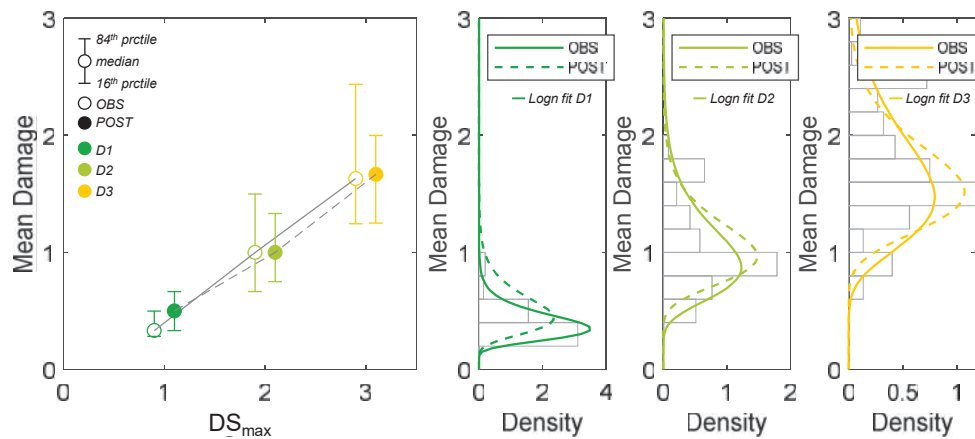 3
2
1
0
Mean Damage
84th prctile
median
16th prctile
OBS
POST
D1
D2
D3
0
1
2
3
DSmax
3
2
1
0
Mean Damage
OBS
POST
Logn fit D1
0
2
4
Density
3
2
1
0
Mean Damage
OBS
POST
Logn fit D2
0
1
2
Density
3
2
1
0
Mean Damage
OBS
POST
Logn fit D3
0
0.5
1
Density